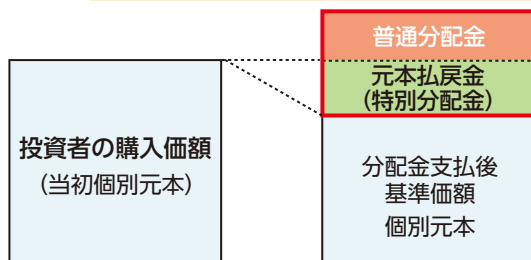 普通分配金
元本払戻金
（特別分配金）
投資者の購入価額
（当初個別元本）
分配金支払後
基準価額
個別元本